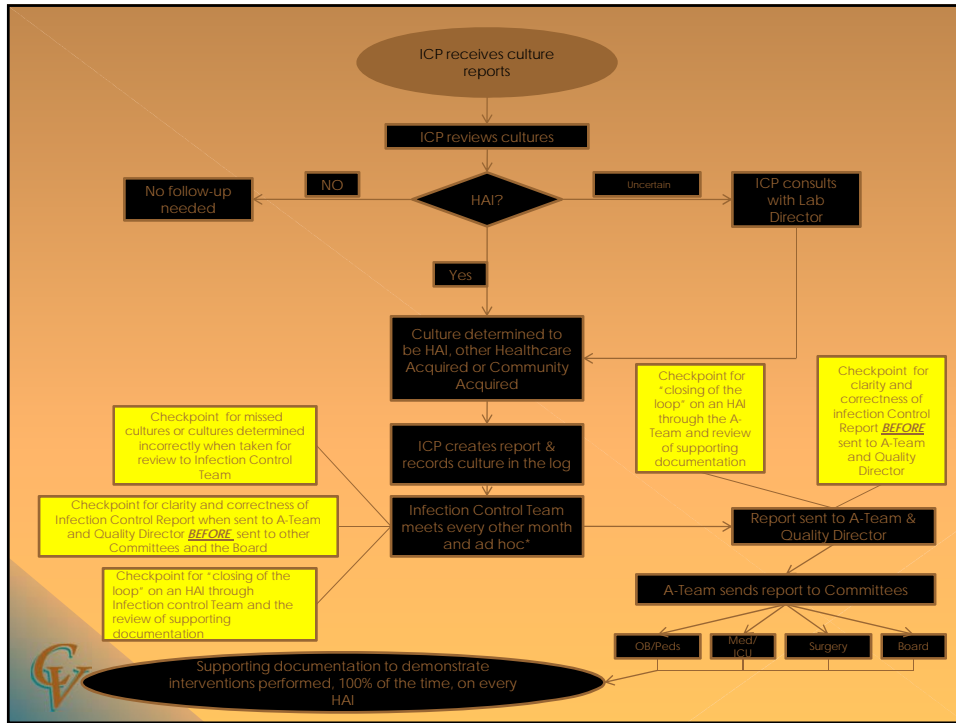 ICP receives culture
reports
ICP reviews cultures
NO
Uncertain
No follow-up
needed
HAI?
ICP consults
with Lab
Director
Yes
Culture determined to
be HAI, other Healthcare
Acquired or Community
Acquired
Checkpoint for
"closing of the
loop" on an HAI
through the A-
Team and review
of supporting
documentation
Checkpoint for
clarity and
correctness of
infection Control
Report BEFORE
sent to A-Team
and Quality
Director
Checkpoint for missed
cultures or cultures determined
incorrectly when taken for
review to Infection Control
Team
ICP creates report &
records culture in the log
Checkpoint for clarity and correctness of
Infection Control Report when sent to A-Team
and Quality Director BEFORE sent to other
Committees and the Board
Infection Control Team
meets every other month
and ad hoc*
Report sent to A-Team &
Quality Director
Checkpoint for "closing of the
loop" on an HAI through
Infection control Team and the
review of supporting
documentation
A-Team sends report to Committees
OB/Peds
Med/
ICU
Surgery
Board
CV
Supporting documentation to demonstrate
interventions performed, 100% of the time, on every
HAI